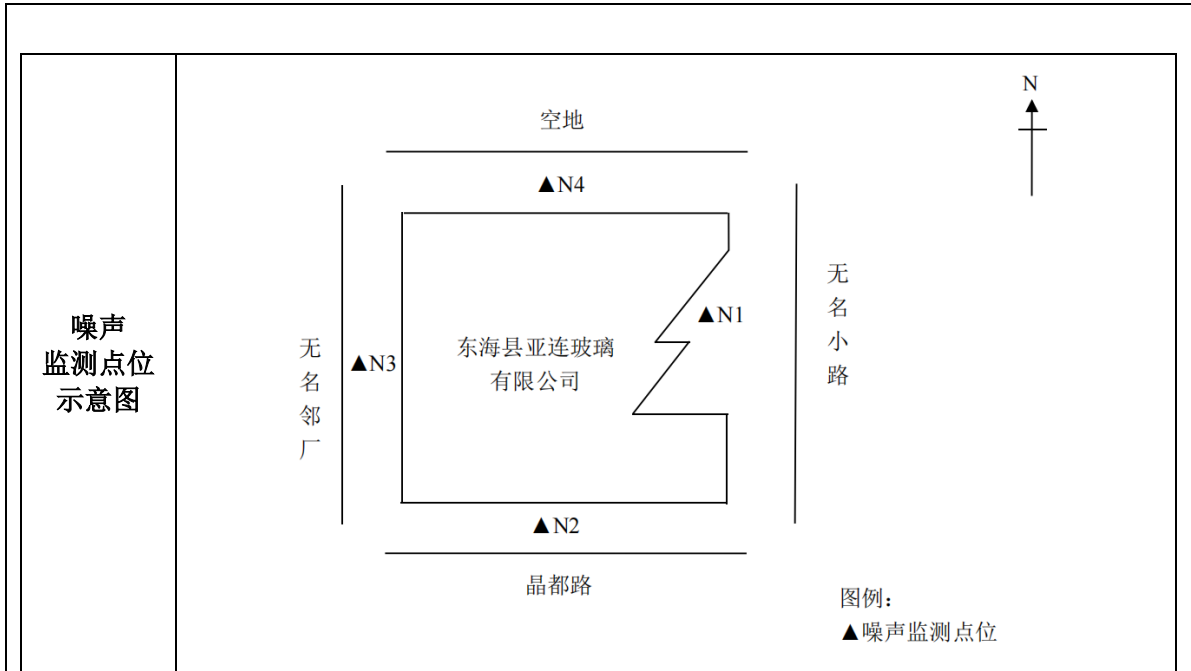 噪声
监测点位
示意图
N
空地
▲N4
无名小路
▲N1
东海县亚连玻璃
有限公司
无名邻厂
▲N3
▲N2
晶都路
图例：
▲噪声监测点位